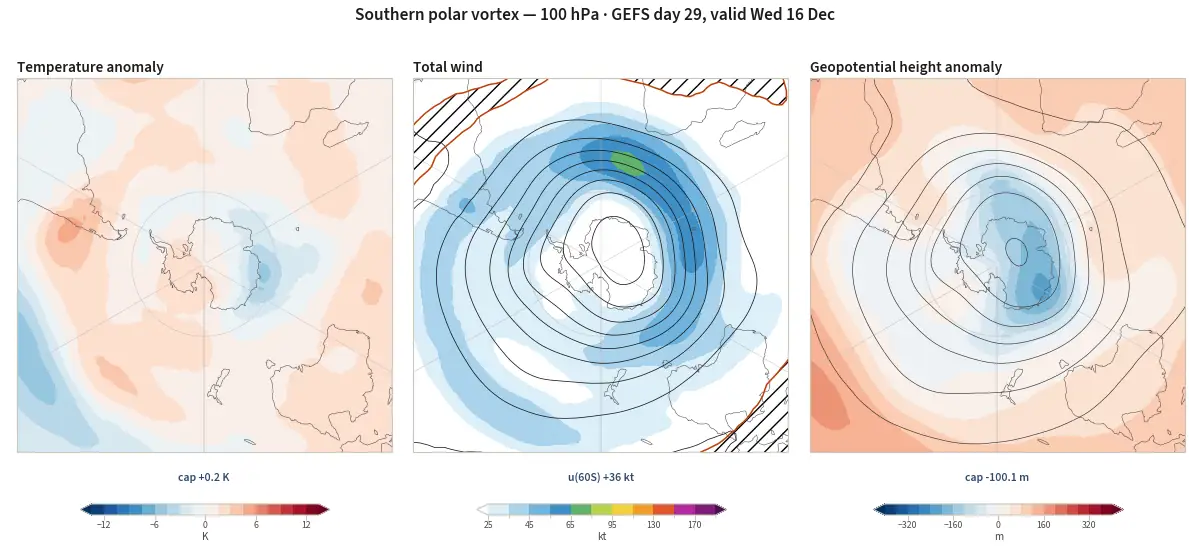 Southern polar vortex — 100 hPa · GEFS day 29, valid Wed 16 Dec
Temperature anomaly
Total wind
Geopotential height anomaly
cap +0.2 K
u(60S) +36 kt
cap -100.1 m
−12 −6 0 6 12
K
25 45 65 95 130 170
kt
−320 −160 0 160 320
m